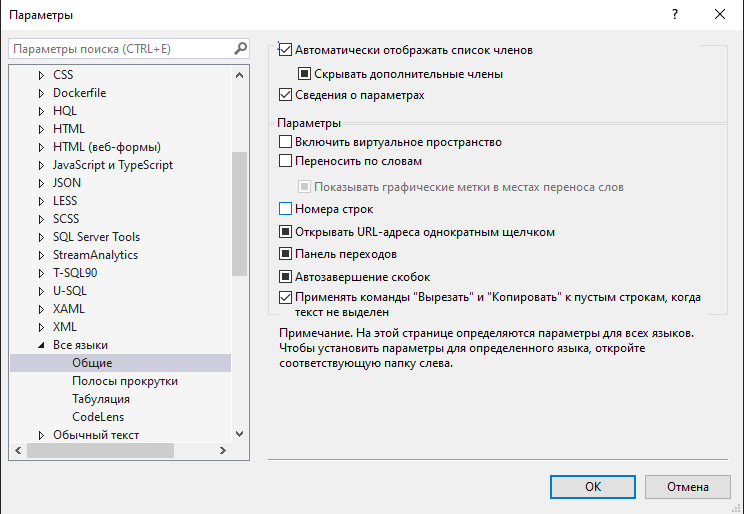 Параметры
?
Параметры поиска (CTRL+E)
CSS
Dockerfile
HQL
HTML
HTML (веб-формы)
JavaScript и TypeScript
JSON
LESS
SCSS
SQL Server Tools
StreamAnalytics
T-SQL90
U-SQL
XAML
XML
Все языки
Общие
Полосы прокрутки
Табуляция
CodeLens
Обычный текст
Автоматически отображать список членов
Скрывать дополнительные члены
Сведения о параметрах
Параметры
Включить виртуальное пространство
Переносить по словам
Показывать графические метки в местах переноса слов
Номера строк
Открывать URL-адреса однократным щелчком
Панель переходов
Автозавершение скобок
Применять команды "Вырезать" и "Копировать" к пустым строкам, когда
текст не выделен
Примечание. На этой странице определяются параметры для всех языков.
Чтобы установить параметры для определенного языка, откройте
соответствующую папку слева.
ОК
Отмена